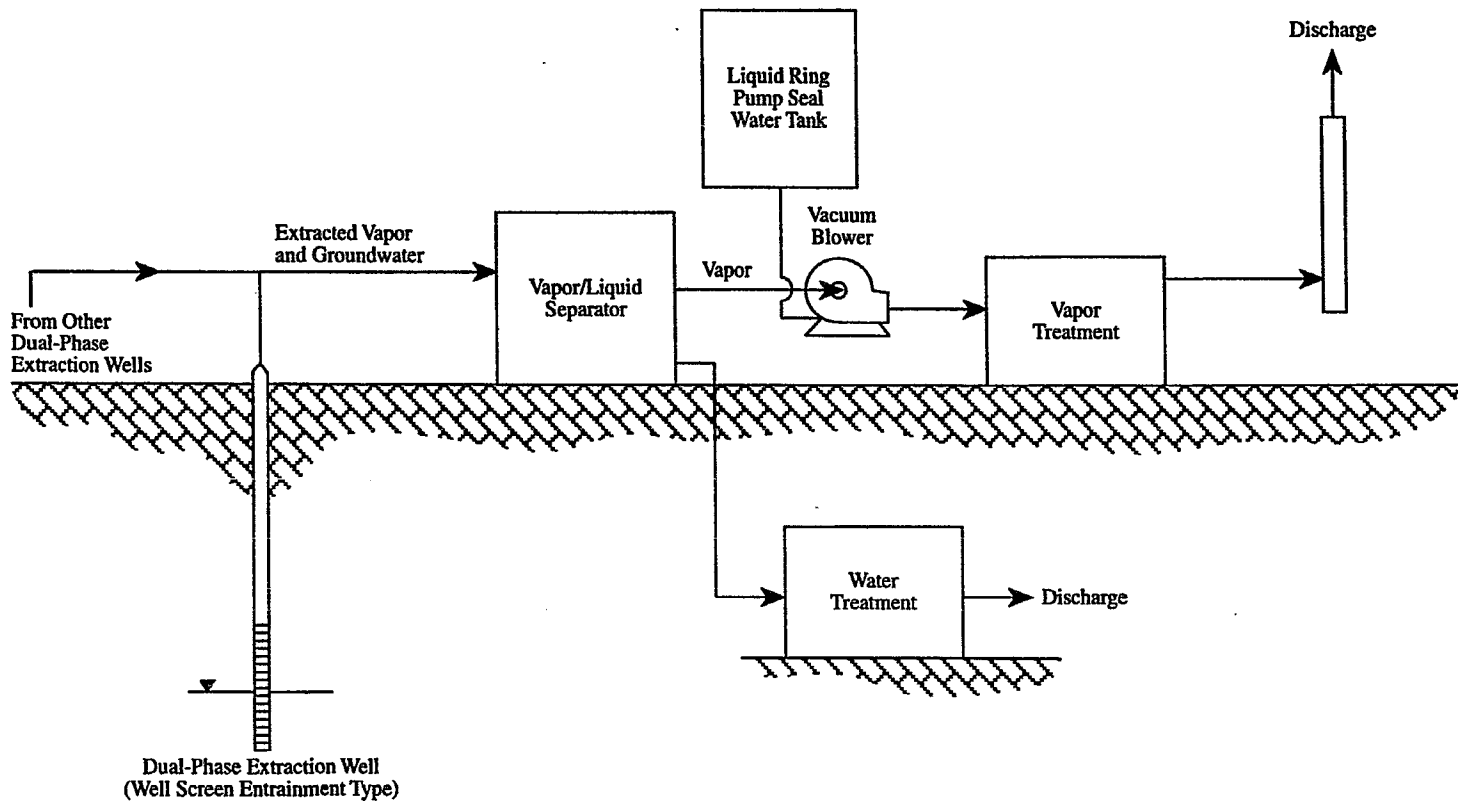 Discharge
Liquid Ring
Pump Seal
Water Tank
Vacuum
Blower
Extracted Vapor
and Groundwater
Vapor
Vapor/Liquid
Separator
Vapor
Treatment
From Other
Dual-Phase
Extraction Wells
Water
Treatment
Discharge
Dual-Phase Extraction Well
(Well Screen Entrainment Type)